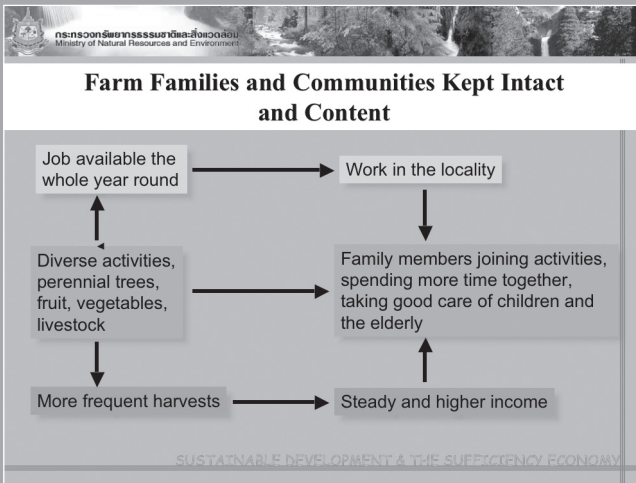 กระทรวงทรัพยากรธรรมชาติและสิ่งแวดล้อม
Ministry of Natural Resources and Environment
Farm Families and Communities Kept Intact
and Content
Job available the
whole year round
Work in the locality
Diverse activities,
perennial trees,
fruit, vegetables,
livestock
Family members joining activities,
spending more time together,
taking good care of children and
the elderly
More frequent harvests
Steady and higher income
SUSTAINABLE DEVELOPMENT & THE SUFFICIENCY ECONOMY